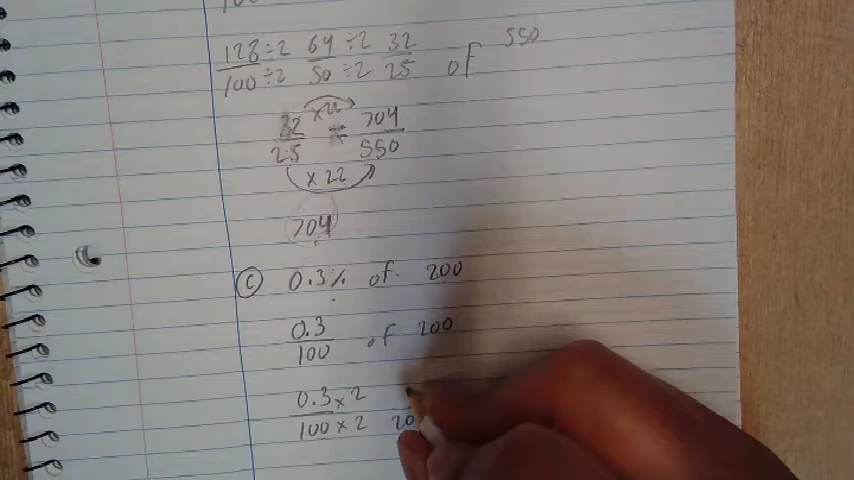 128÷2 64÷2 32
100÷2 50÷2 25 of 550
×22
32 = 704
25 550
×22
704
C 0.3% of 200
0.3
100 of 200
0.3×2
100×2 20